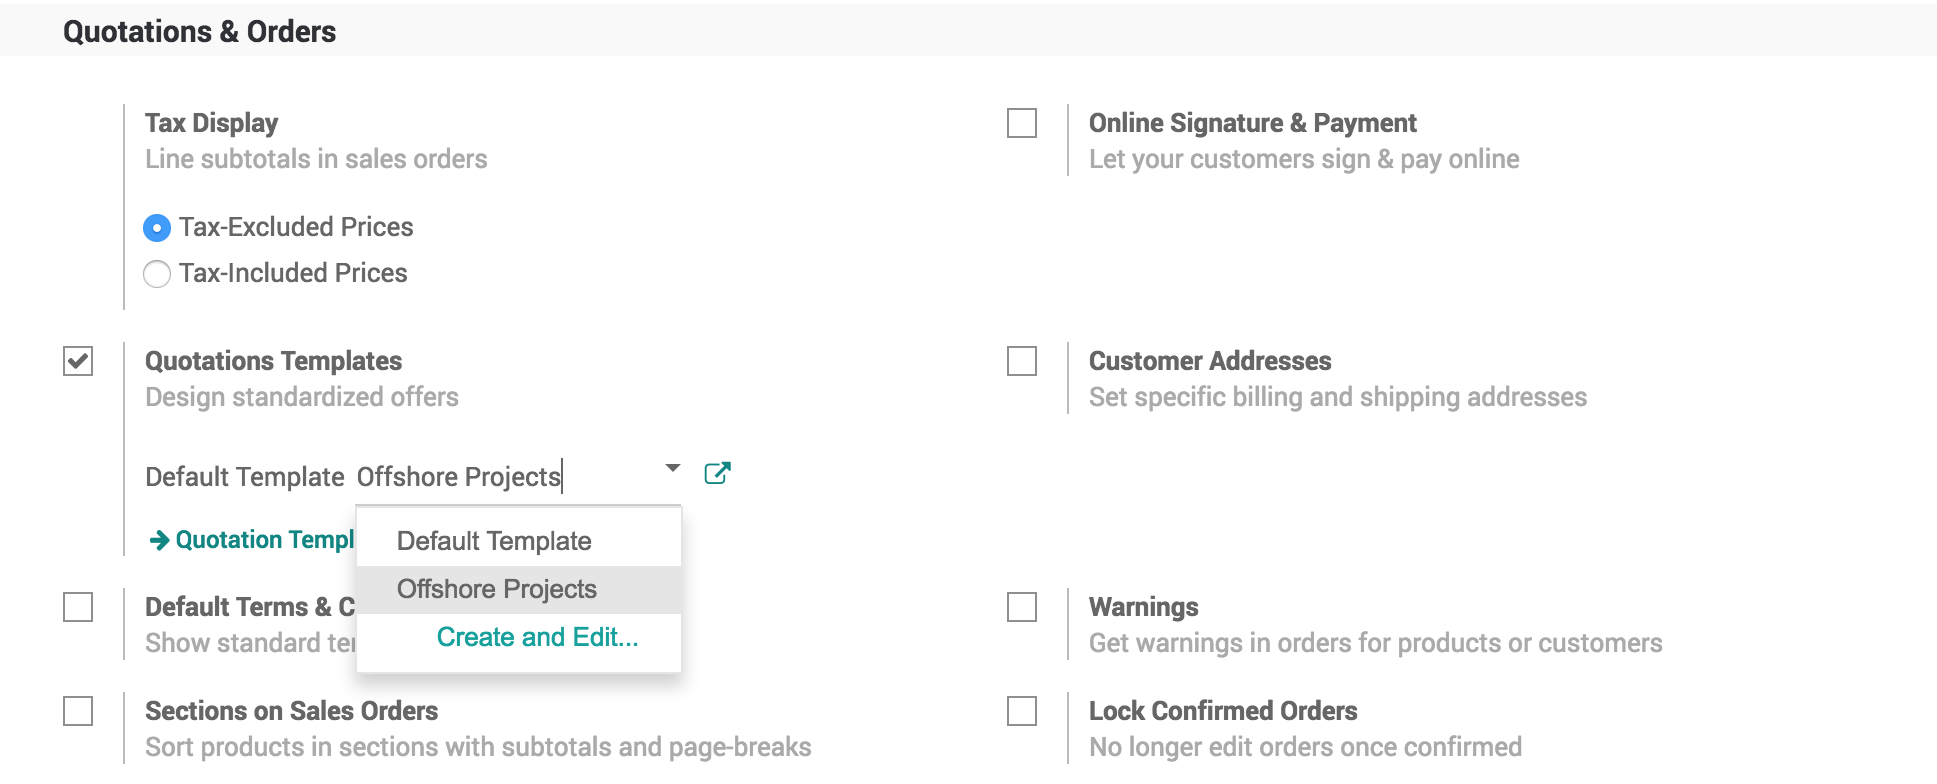 Quotations & Orders
Tax Display
Line subtotals in sales orders
Tax-Excluded Prices
Tax-Included Prices
Online Signature & Payment
Let your customers sign & pay online
Quotations Templates
Design standardized offers
Default Template Offshore Projects
Default Template
Offshore Projects
Create and Edit...
Quotation Templ
Customer Addresses
Set specific billing and shipping addresses
Default Terms & C
Show standard te
Warnings
Get warnings in orders for products or customers
Sections on Sales Orders
Sort products in sections with subtotals and page-breaks
Lock Confirmed Orders
No longer edit orders once confirmed